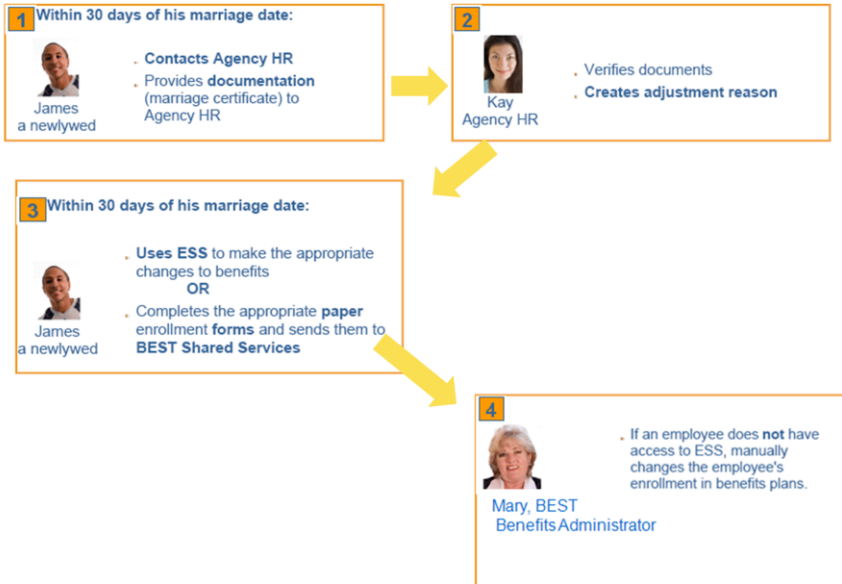 1
Within 30 days of his marriage date:
. Contacts Agency HR
. Provides documentation
(marriage certificate) to
Agency HR
James
a newlywed
2
. Verifies documents
. Creates adjustment reason
Kay
Agency HR
3
Within 30 days of his marriage date:
. Uses ESS to make the appropriate
changes to benefits
OR
. Completes the appropriate paper
enrollment forms and sends them to
BEST Shared Services
James
a newlywed
4
. If an employee does not have
access to ESS, manually
changes the employee's
enrollment in benefits plans.
Mary, BEST
Benefits Administrator